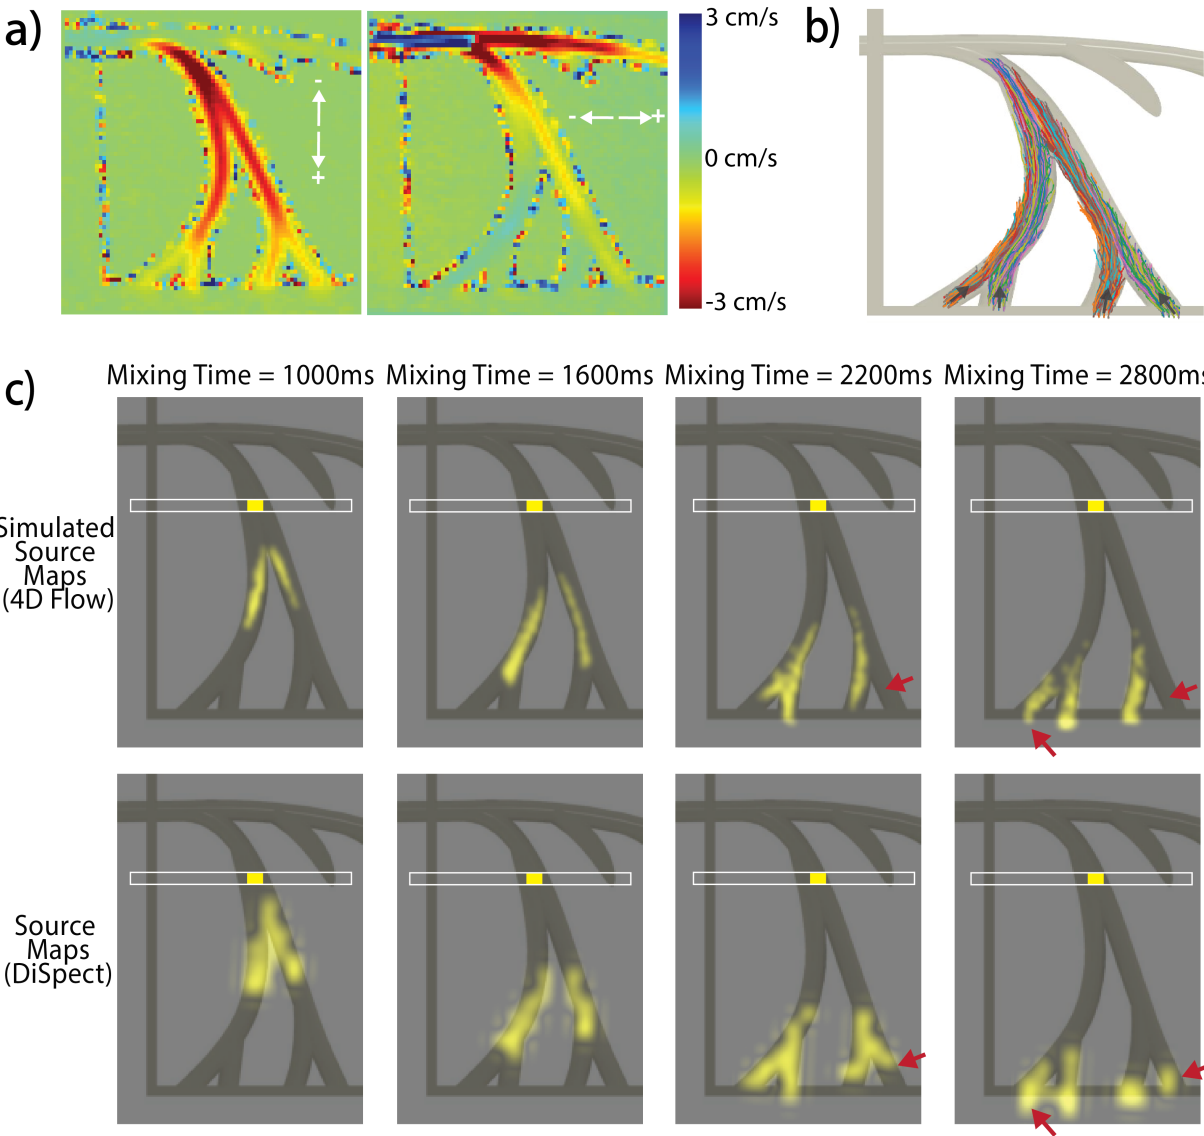 a)
b)
3 cm/s
0 cm/s
-3 cm/s
-
+
- +
c)
Mixing Time = 1000ms Mixing Time = 1600ms Mixing Time = 2200ms Mixing Time = 2800ms
Simulated
Source
Maps
(4D Flow)
Source
Maps
(DiSpect)